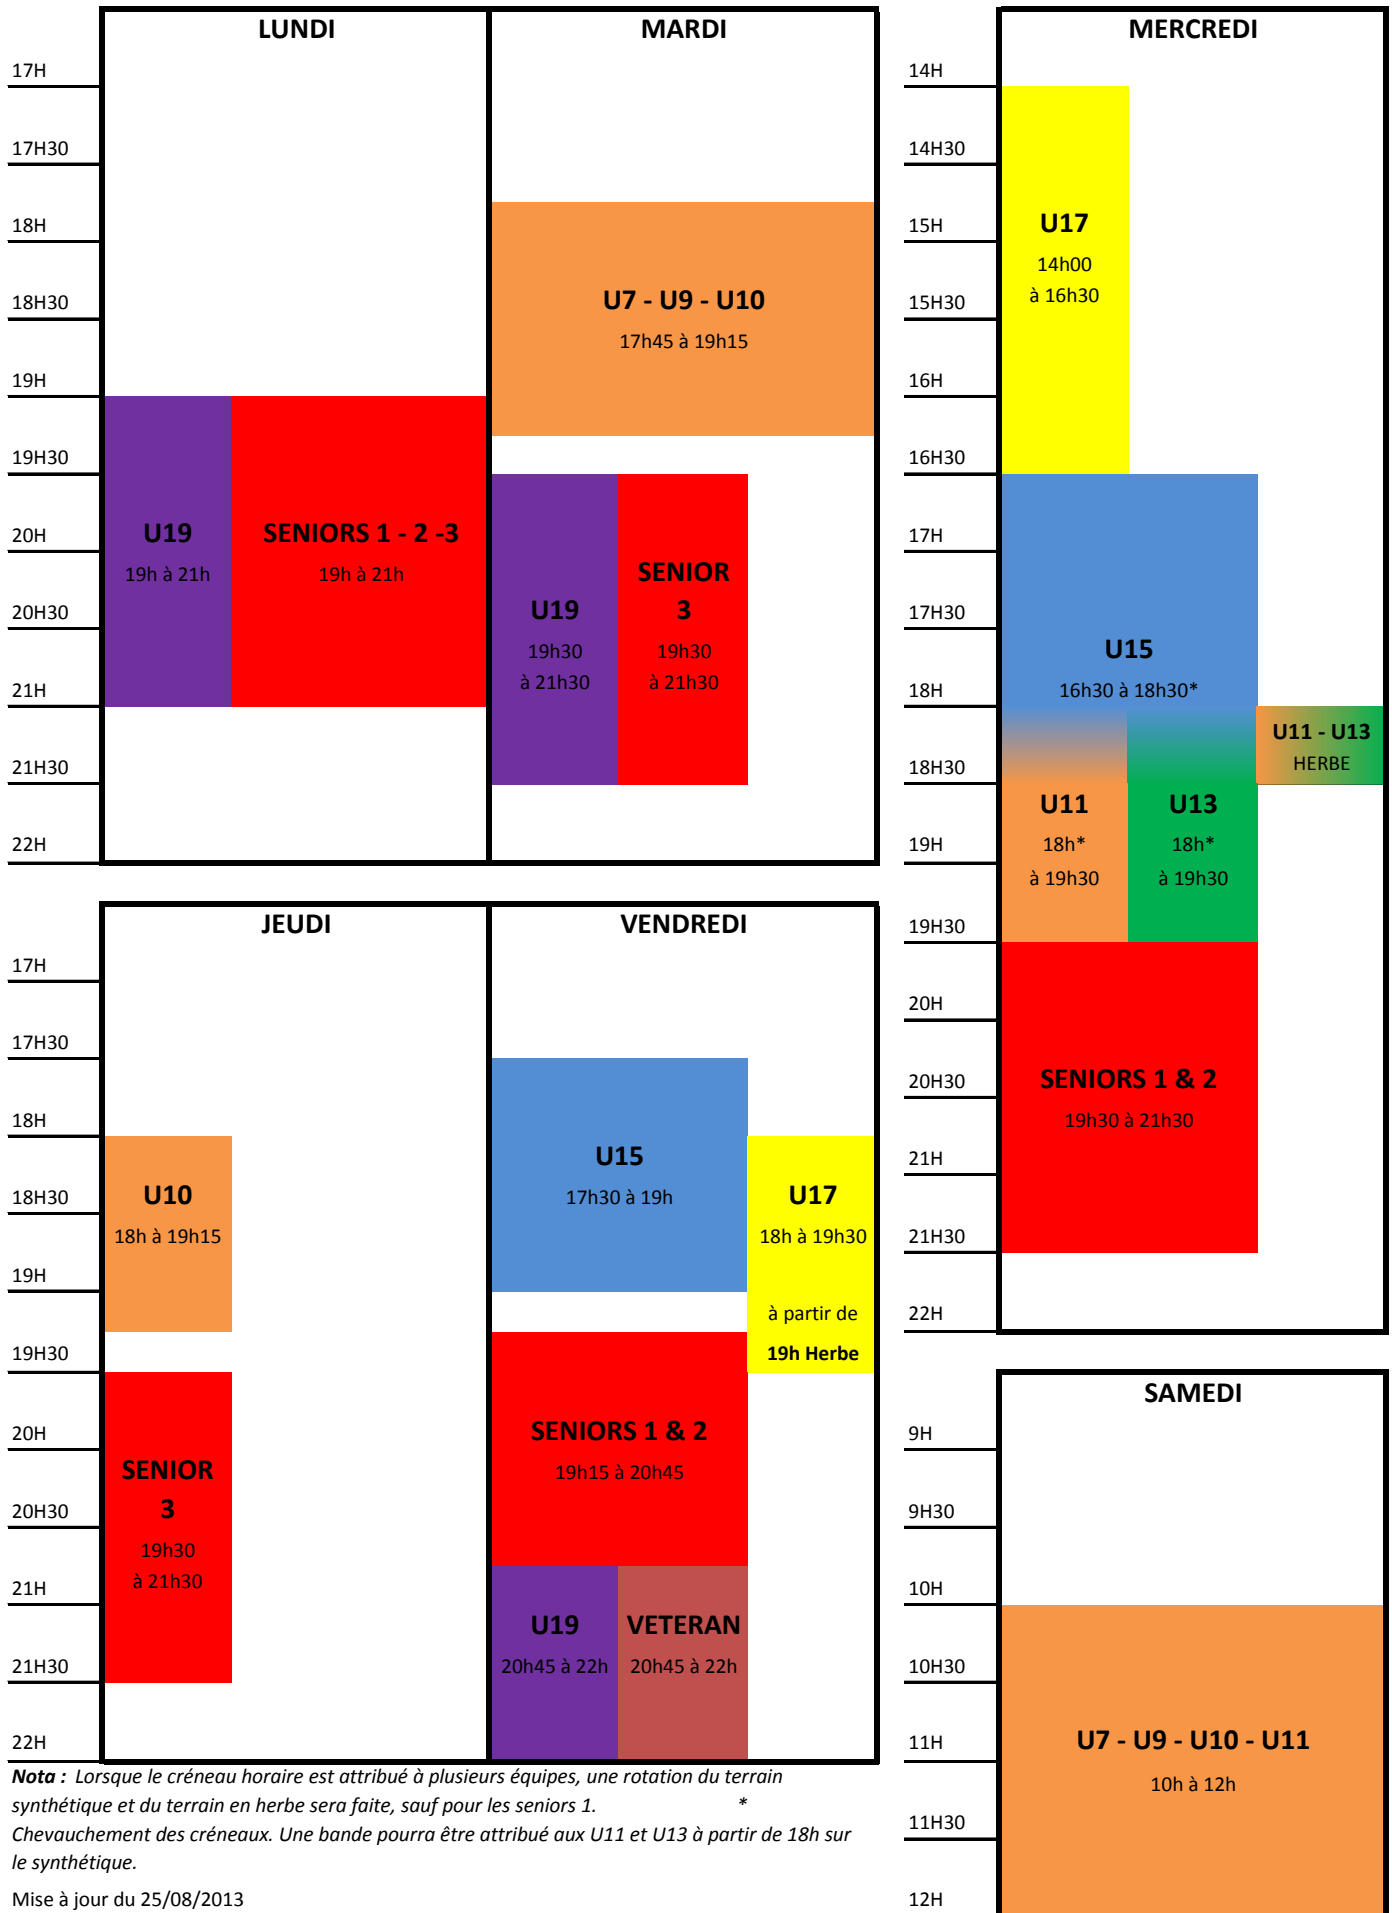 LUNDI
MARDI
17H
17H30
18H
18H30
19H
19H30
20H
20H30
21H
21H30
22H
U19
19h à 21h
SENIORS 1 - 2 -3
19h à 21h
U7 - U9 - U10
17h45 à 19h15
U19
19h30
à 21h30
SENIOR
3
19h30
à 21h30
MERCREDI
14H
14H30
15H
15H30
16H
16H30
17H
17H30
18H
18H30
19H
19H30
20H
20H30
21H
21H30
22H
U17
14h00
à 16h30
U15
16h30 à 18h30*
U11 - U13
HERBE
U11
18h*
à 19h30
U13
18h*
à 19h30
SENIORS 1 & 2
19h30 à 21h30
JEUDI
VENDREDI
17H
17H30
18H
18H30
19H
19H30
20H
20H30
21H
21H30
22H
U10
18h à 19h15
SENIOR
3
19h30
à 21h30
U15
17h30 à 19h
U17
18h à 19h30
à partir de
19h Herbe
SENIORS 1 & 2
19h15 à 20h45
U19
20h45 à 22h
VETERAN
20h45 à 22h
SAMEDI
9H
9H30
10H
10H30
11H
11H30
12H
U7 - U9 - U10 - U11
10h à 12h
Nota : Lorsque le créneau horaire est attribué à plusieurs équipes, une rotation du terrain
synthétique et du terrain en herbe sera faite, sauf pour les seniors 1. *
Chevauchement des créneaux. Une bande pourra être attribué aux U11 et U13 à partir de 18h sur
le synthétique.
Mise à jour du 25/08/2013